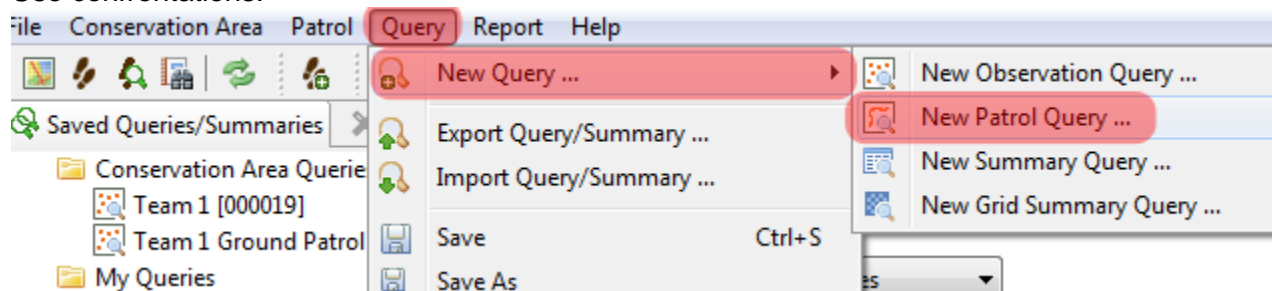 File Conservation Area Patrol Query Report Help
New Query ... New Observation Query ...
Saved Queries/Summaries New Patrol Query ...
Export Query/Summary ...
Conservation Area Querie New Summary Query ...
Import Query/Summary ...
Team 1 [000019] New Grid Summary Query ...
Team 1 Ground Patrol Save Ctrl+S
My Queries Save As es